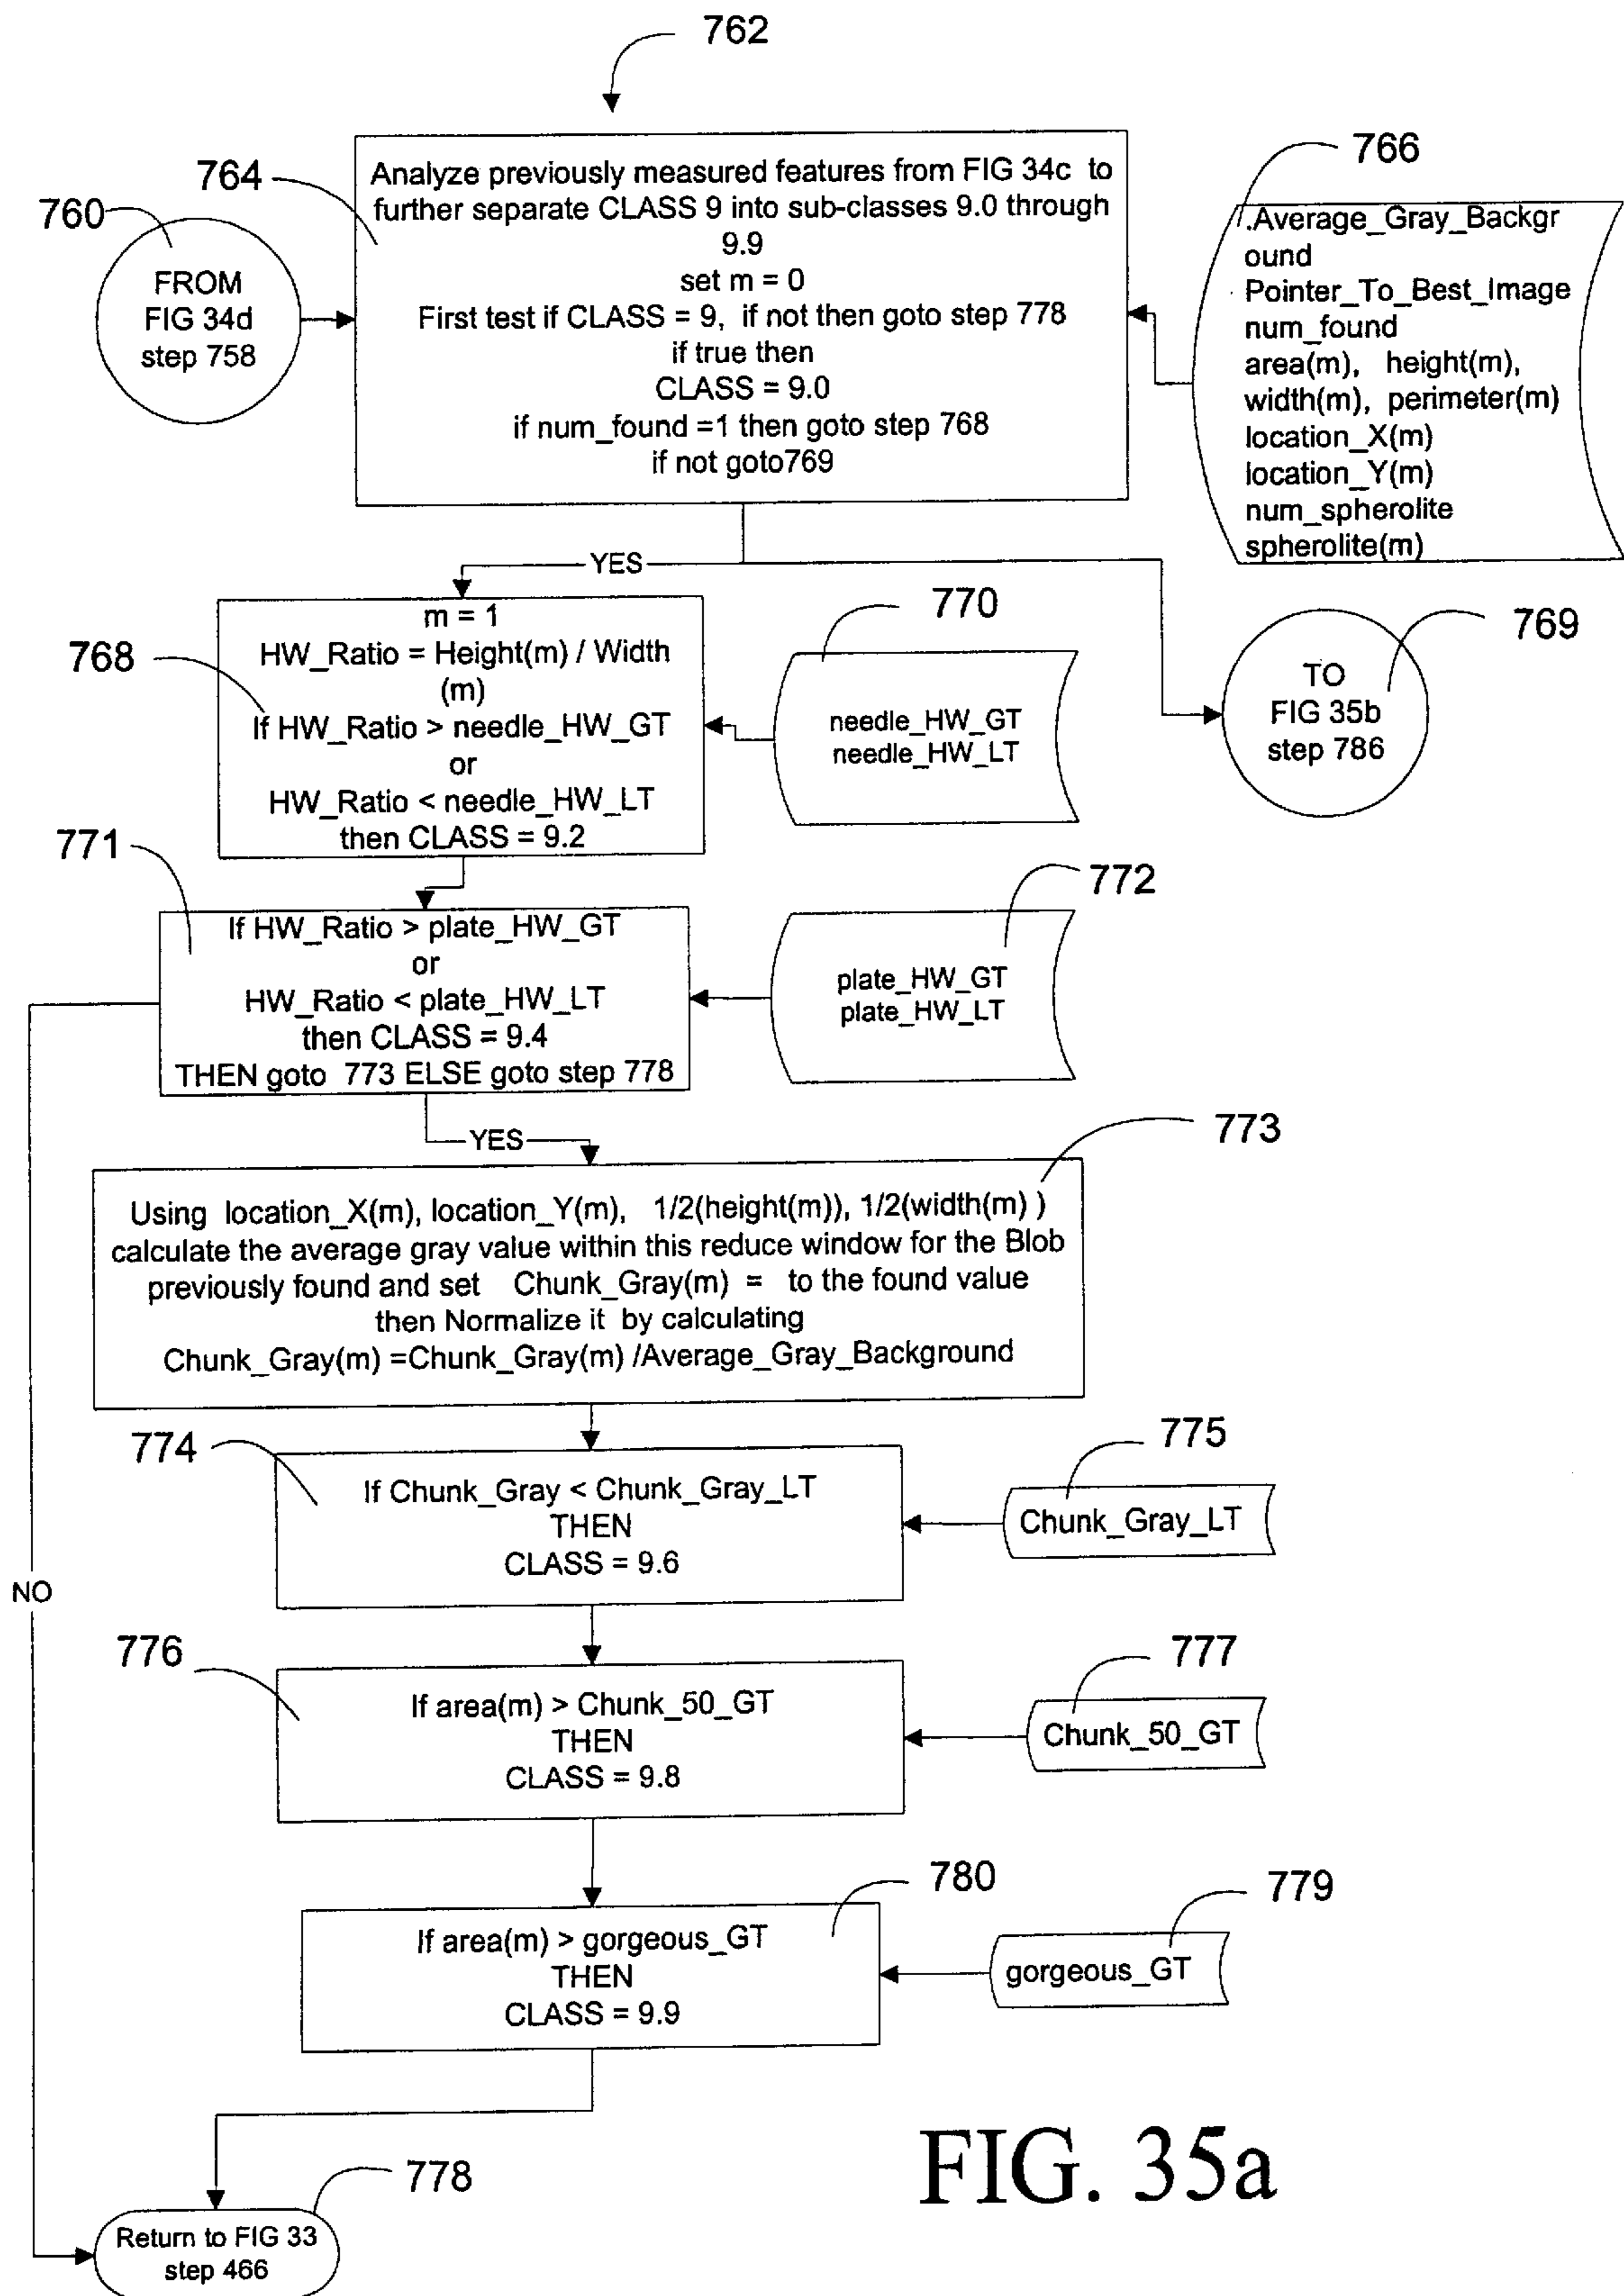 762
764
Analyze previously measured features from FIG 34c to
further separate CLASS 9 into sub-classes 9.0 through
9.9
set m = 0
First test if CLASS = 9, if not then goto step 778
if true then
CLASS = 9.0
if num_found =1 then goto step 768
if not goto769
760
FROM
FIG 34d
step 758
766
.Average_Gray_Backgr
ound
Pointer_To_Best_Image
num_found
area(m), height(m),
width(m), perimeter(m)
location_X(m)
location_Y(m)
num_spherolite
spherolite(m)
YES
768
m = 1
HW_Ratio = Height(m) / Width
(m)
If HW_Ratio > needle_HW_GT
or
HW_Ratio < needle_HW_LT
then CLASS = 9.2
770
needle_HW_GT
needle_HW_LT
769
TO
FIG 35b
step 786
771
If HW_Ratio > plate_HW_GT
or
HW_Ratio < plate_HW_LT
then CLASS = 9.4
THEN goto 773 ELSE goto step 778
772
plate_HW_GT
plate_HW_LT
YES
773
Using location_X(m), location_Y(m), 1/2(height(m)), 1/2(width(m) )
calculate the average gray value within this reduce window for the Blob
previously found and set Chunk_Gray(m) = to the found value
then Normalize it by calculating
Chunk_Gray(m) =Chunk_Gray(m) /Average_Gray_Background
774
If Chunk_Gray < Chunk_Gray_LT
THEN
CLASS = 9.6
775
Chunk_Gray_LT
NO
776
If area(m) > Chunk_50_GT
THEN
CLASS = 9.8
777
Chunk_50_GT
780
If area(m) > gorgeous_GT
THEN
CLASS = 9.9
779
gorgeous_GT
778
Return to FIG 33
step 466
FIG. 35a